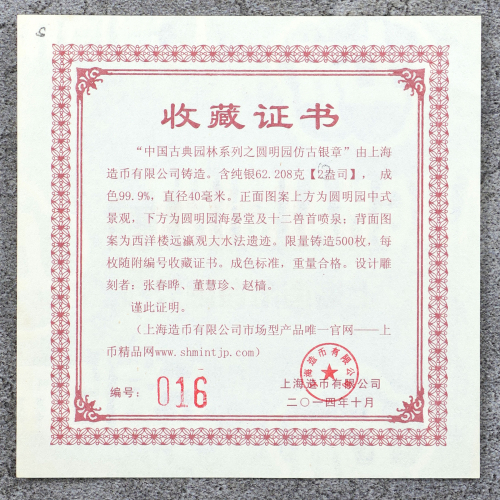 收藏证书
“中国古典园林系列之圆明园仿古银章”由上海
造币有限公司铸造。含纯银62.208克【2盎司】，成
色99.9%，直径40毫米。正面图案上方为圆明园中式
景观，下方为圆明园海晏堂及十二兽首喷泉；背面图
案为西洋楼远瀛观大水法遗迹。限量铸造500枚，每
枚随附编号收藏证书。成色标准，重量合格。设计雕
刻者：张春晔、董慧珍、赵樯。
谨此证明。
（上海造币有限公司市场型产品唯一官网——上
币精品网www.shmintjp.com）
编号：016
上海造币有限公司
上海造币有限公司
二〇一四年十月